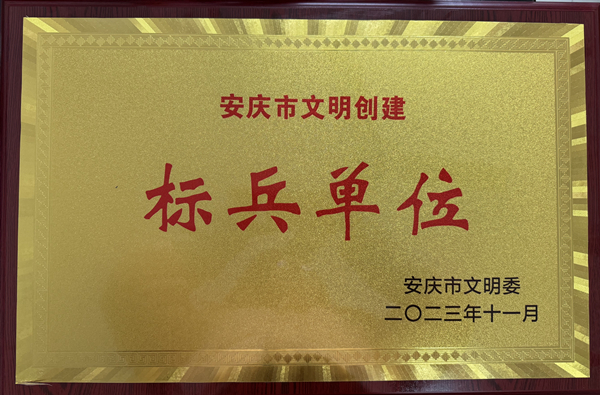 安庆市文明创建
标兵单位
安庆市文明委
二〇二三年十一月